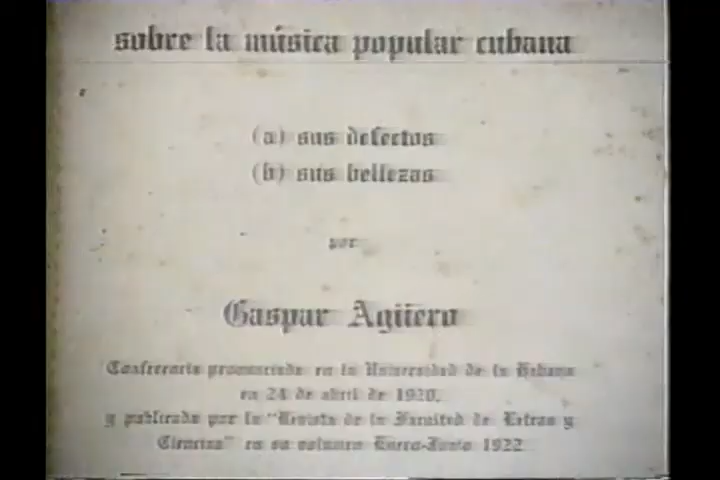 sobre la música popular cubana
(a) sus defectos
(b) sus bellezas
por
Gaspar Agüero
Conferencia pronunciada en la Universidad de la Habana
en 24 de abril de 1920,
y publicada por la "Revista de la Facultad de Letras y
Ciencias" en su volumen Enero-Junio 1922